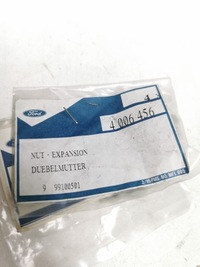 Ford
4
4 006 456
NUT - EXPANSION
DUEBELMUTTER
9 99100501